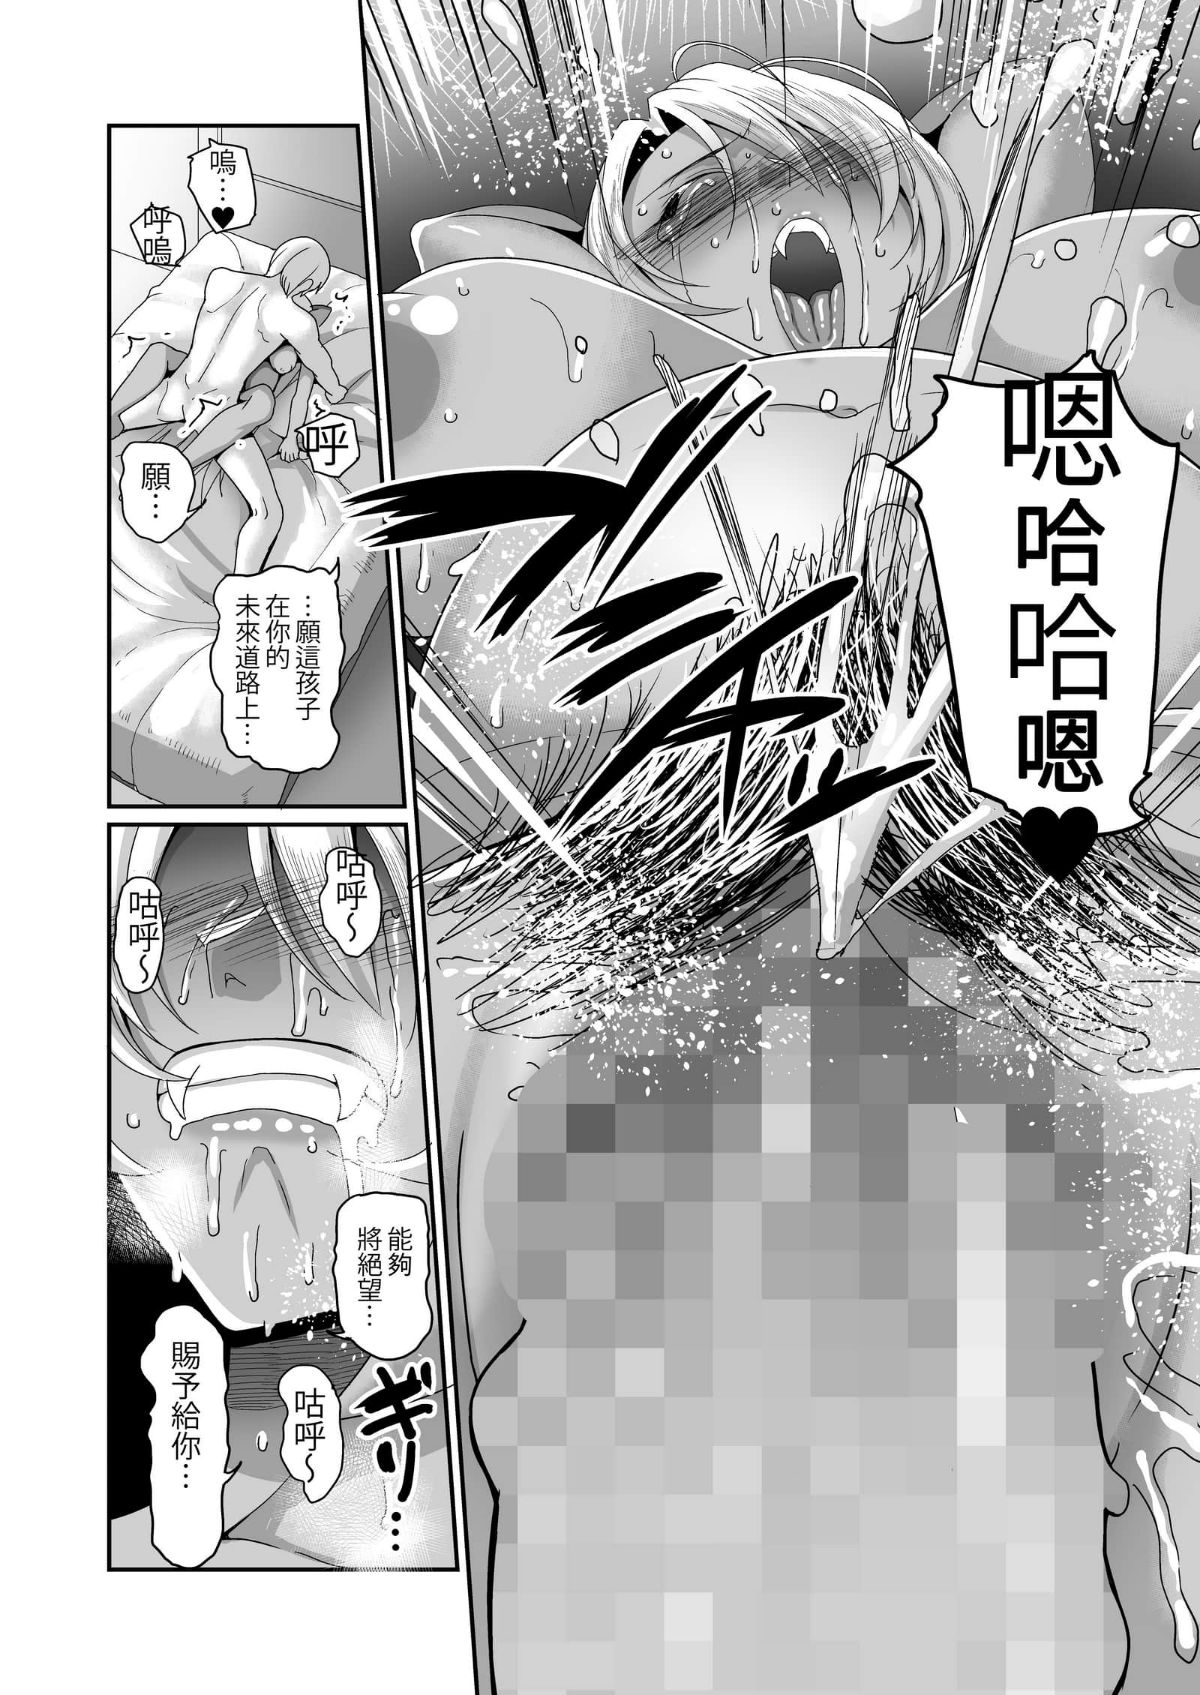 嗯哈哈嗯♥
嗚…♥
呼嗚
呼
願…
…願這孩子
在你的
未來道路上…
咕呼～
咕呼～
能夠
將絕望…
ギリ…
咕呼～
賜予給你…